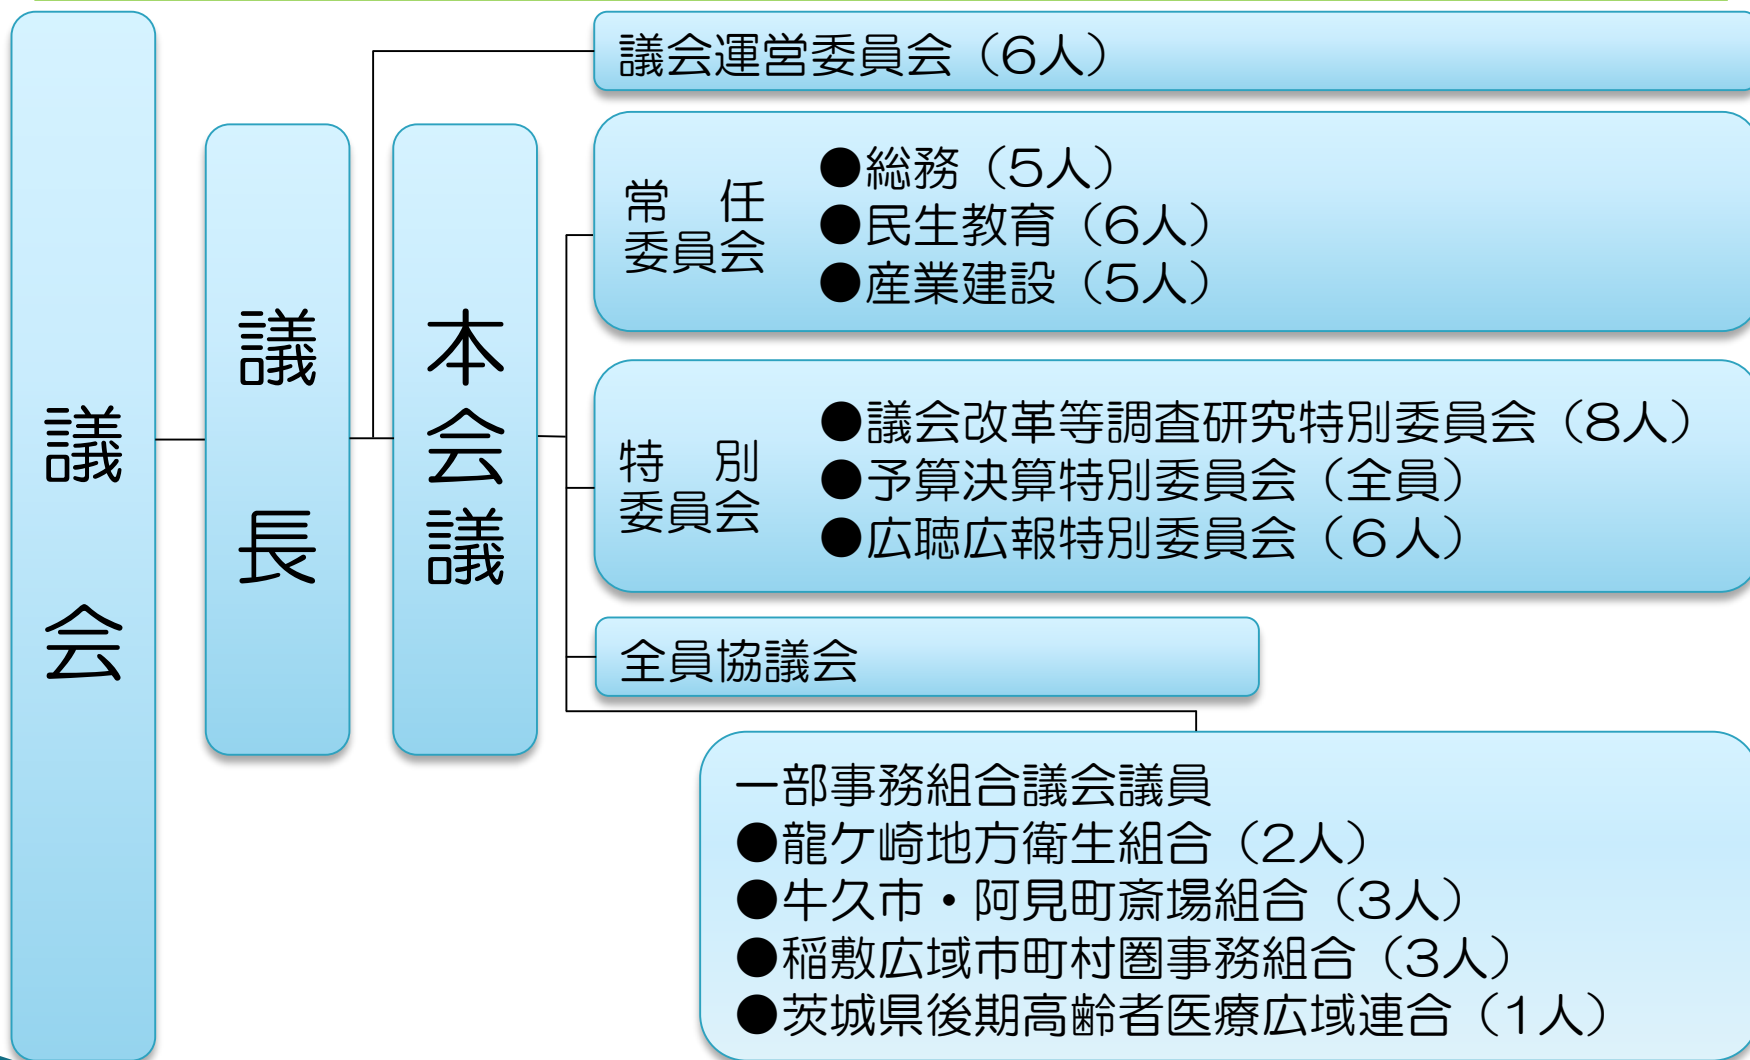 議会
議長
本会議
議会運営委員会（6人）
常　任
委員会
●総務（5人）
●民生教育（6人）
●産業建設（5人）
特　別
委員会
●議会改革等調査研究特別委員会（8人）
●予算決算特別委員会（全員）
●広聴広報特別委員会（６人）
全員協議会
一部事務組合議会議員
●龍ケ崎地方衛生組合（2人）
●牛久市・阿見町斎場組合（3人）
●稲敷広域市町村圏事務組合（3人）
●茨城県後期高齢者医療広域連合（1人）